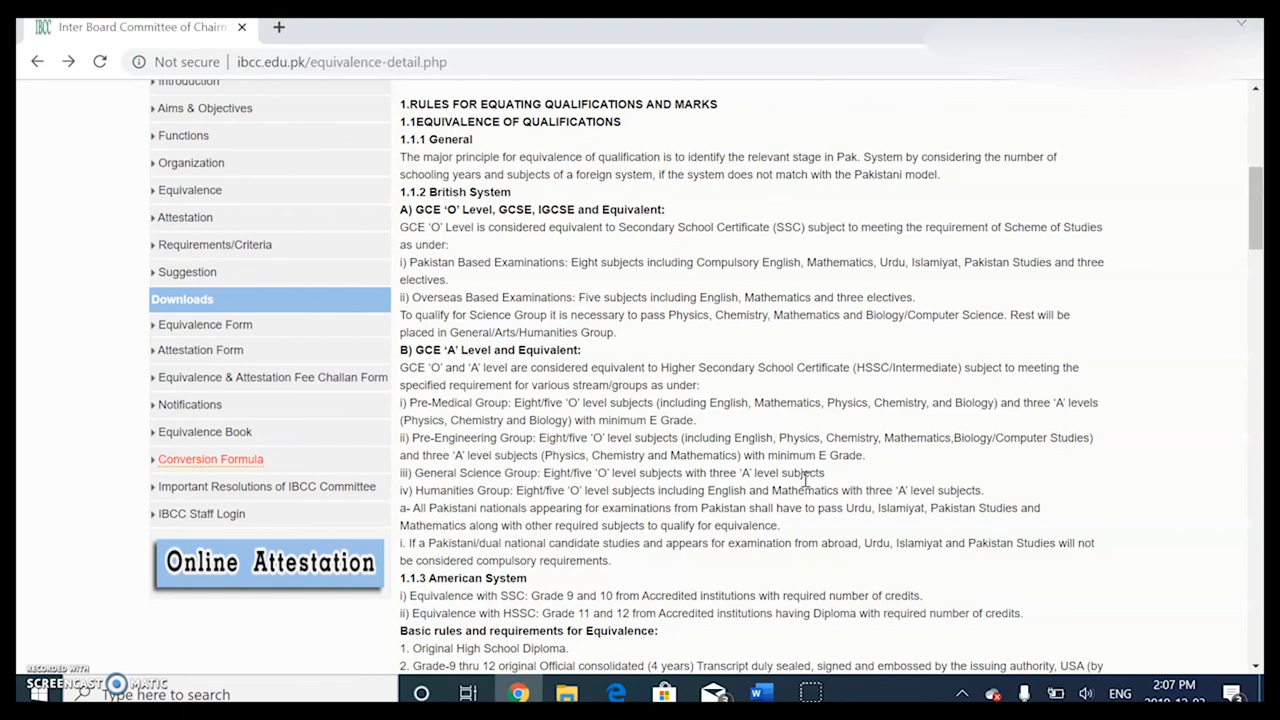 IBCC Inter Board Committee of Chairm
Not secure ibcc.edu.pk/equivalence-detail.php
Introduction
Aims & Objectives
Functions
Organization
Equivalence
Attestation
Requirements/Criteria
Suggestion
Downloads
Equivalence Form
Attestation Form
Equivalence & Attestation Fee Challan Form
Notifications
Equivalence Book
Conversion Formula
Important Resolutions of IBCC Committee
IBCC Staff Login
Online Attestation
1.RULES FOR EQUATING QUALIFICATIONS AND MARKS
1.1EQUIVALENCE OF QUALIFICATIONS
1.1.1 General
The major principle for equivalence of qualification is to identify the relevant stage in Pak. System by considering the number of
schooling years and subjects of a foreign system, if the system does not match with the Pakistani model.
1.1.2 British System
A) GCE ‘O’ Level, GCSE, IGCSE and Equivalent:
GCE ‘O’ Level is considered equivalent to Secondary School Certificate (SSC) subject to meeting the requirement of Scheme of Studies
as under:
i) Pakistan Based Examinations: Eight subjects including Compulsory English, Mathematics, Urdu, Islamiyat, Pakistan Studies and three
electives.
ii) Overseas Based Examinations: Five subjects including English, Mathematics and three electives.
To qualify for Science Group it is necessary to pass Physics, Chemistry, Mathematics and Biology/Computer Science. Rest will be
placed in General/Arts/Humanities Group.
B) GCE ‘A’ Level and Equivalent:
GCE ‘O’ and ‘A’ level are considered equivalent to Higher Secondary School Certificate (HSSC/Intermediate) subject to meeting the
specified requirement for various stream/groups as under:
i) Pre-Medical Group: Eight/five ‘O’ level subjects (including English, Mathematics, Physics, Chemistry, and Biology) and three ‘A’ levels
(Physics, Chemistry and Biology) with minimum E Grade.
ii) Pre-Engineering Group: Eight/five ‘O’ level subjects (including English, Physics, Chemistry, Mathematics,Biology/Computer Studies)
and three ‘A’ level subjects (Physics, Chemistry and Mathematics) with minimum E Grade.
iii) General Science Group: Eight/five ‘O’ level subjects with three ‘A’ level subjects
iv) Humanities Group: Eight/five ‘O’ level subjects including English and Mathematics with three ‘A’ level subjects.
a- All Pakistani nationals appearing for examinations from Pakistan shall have to pass Urdu, Islamiyat, Pakistan Studies and
Mathematics along with other required subjects to qualify for equivalence.
i. If a Pakistani/dual national candidate studies and appears for examination from abroad, Urdu, Islamiyat and Pakistan Studies will not
be considered compulsory requirements.
1.1.3 American System
i) Equivalence with SSC: Grade 9 and 10 from Accredited institutions with required number of credits.
ii) Equivalence with HSSC: Grade 11 and 12 from Accredited institutions having Diploma with required number of credits.
Basic rules and requirements for Equivalence:
1. Original High School Diploma.
2. Grade-9 thru 12 original Official consolidated (4 years) Transcript duly sealed, signed and embossed by the issuing authority, USA (by
RECORDED WITH
SCREENCAST MATIC
Type here to search
ENG
2:07 PM